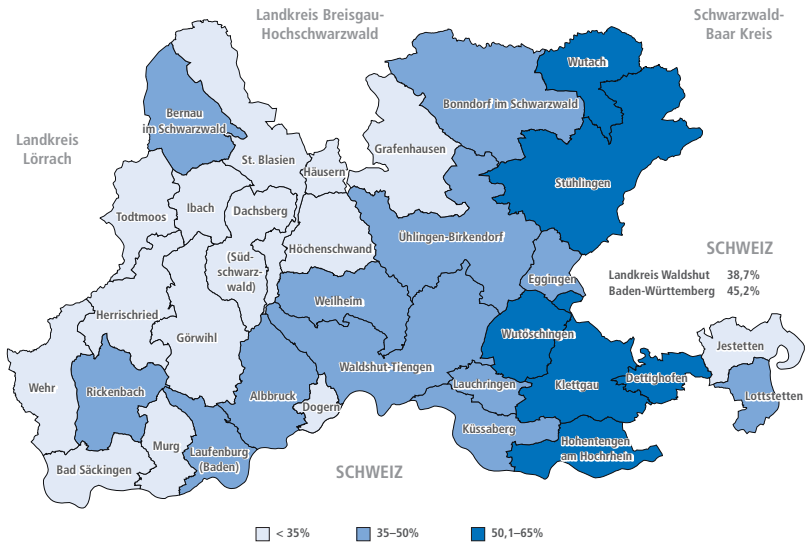 Landkreis Breisgau-
Hochschwarzwald
Schwarzwald-
Baar Kreis
Landkreis
Lörrach
Wutach
Bonndorf im Schwarzwald
Bernau
im Schwarzwald
Grafenhausen
St. Blasien
Häusern
Stühlingen
Ibach
Dachsberg
Todtmoos
Ühlingen-Birkendorf
Höchenschwand
(Süd-
schwarz-
wald)
SCHWEIZ
Eggingen
Landkreis Waldshut 38,7%
Baden-Württemberg 45,2%
Weilheim
Herrischried
Görwihl
Wutöschingen
Jestetten
Waldshut-Tiengen
Wehr
Rickenbach
Albbruck
Lauchringen
Klettgau
Dettighofen
Lottstetten
Dogern
Küssaberg
Murg
Laufenburg
(Baden)
Hohentengen
am Hochrhein
Bad Säckingen
SCHWEIZ
< 35%
35–50%
50,1–65%